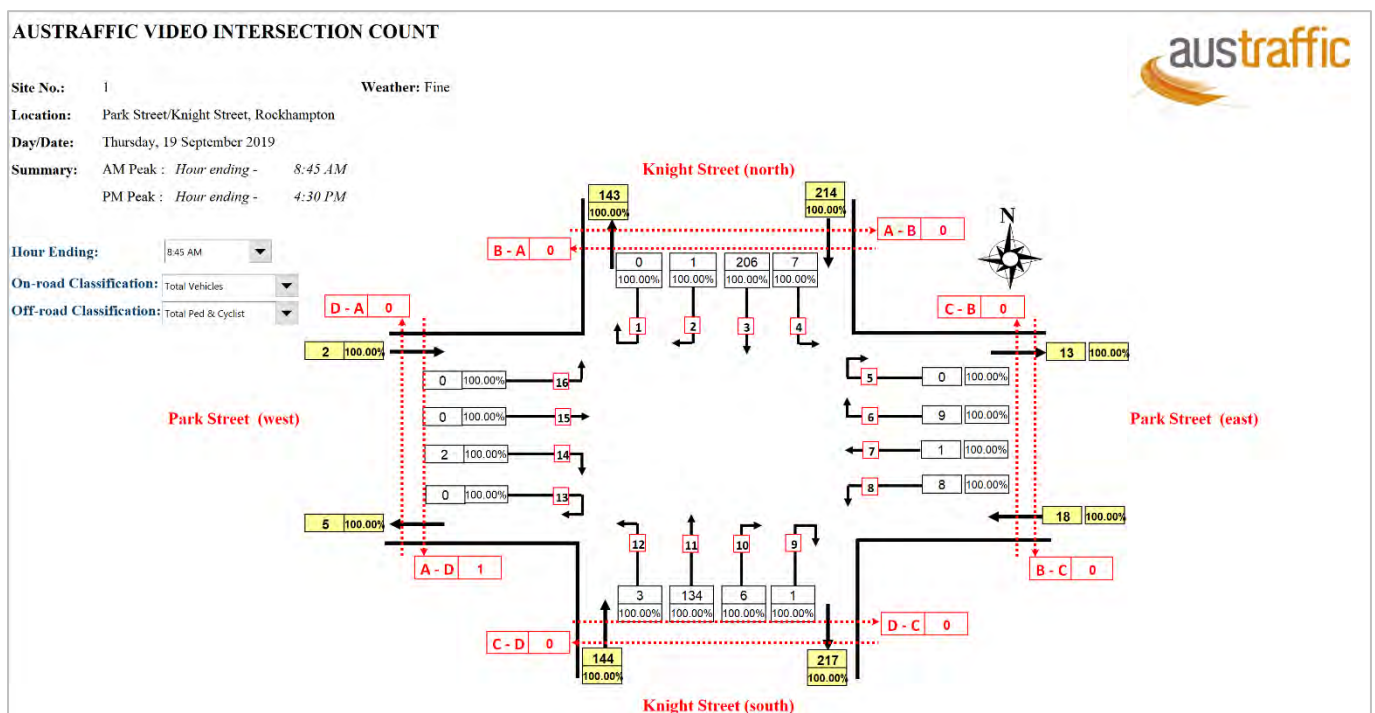 AUSTRAFFIC VIDEO INTERSECTION COUNT
austraffic
Site No.: 1 Weather: Fine
Location: Park Street/Knight Street, Rockhampton
Day/Date: Thursday, 19 September 2019
Summary: AM Peak : Hour ending - 8:45 AM
PM Peak : Hour ending - 4:30 PM
Hour Ending: 8:45 AM
On-road Classification: Total Vehicles
Off-road Classification: Total Ped & Cyclist
Knight Street (north)
143 214
100.00% 100.00%
N
A - B 0
B - A 0
0 1 206 7
100.00% 100.00% 100.00% 100.00%
1 2 3 4
D - A 0
C - B 0
2 100.00%
13 100.00%
0 100.00% 16
5 0 100.00%
0 100.00% 15
6 9 100.00%
Park Street (west)
Park Street (east)
2 100.00% 14
7 1 100.00%
0 100.00% 13
8 8 100.00%
5 100.00%
18 100.00%
12 11 10 9
A - D 1
B - C 0
3 134 6 1
100.00% 100.00% 100.00% 100.00%
D - C 0
C - D 0
144 217
100.00% 100.00%
Knight Street (south)